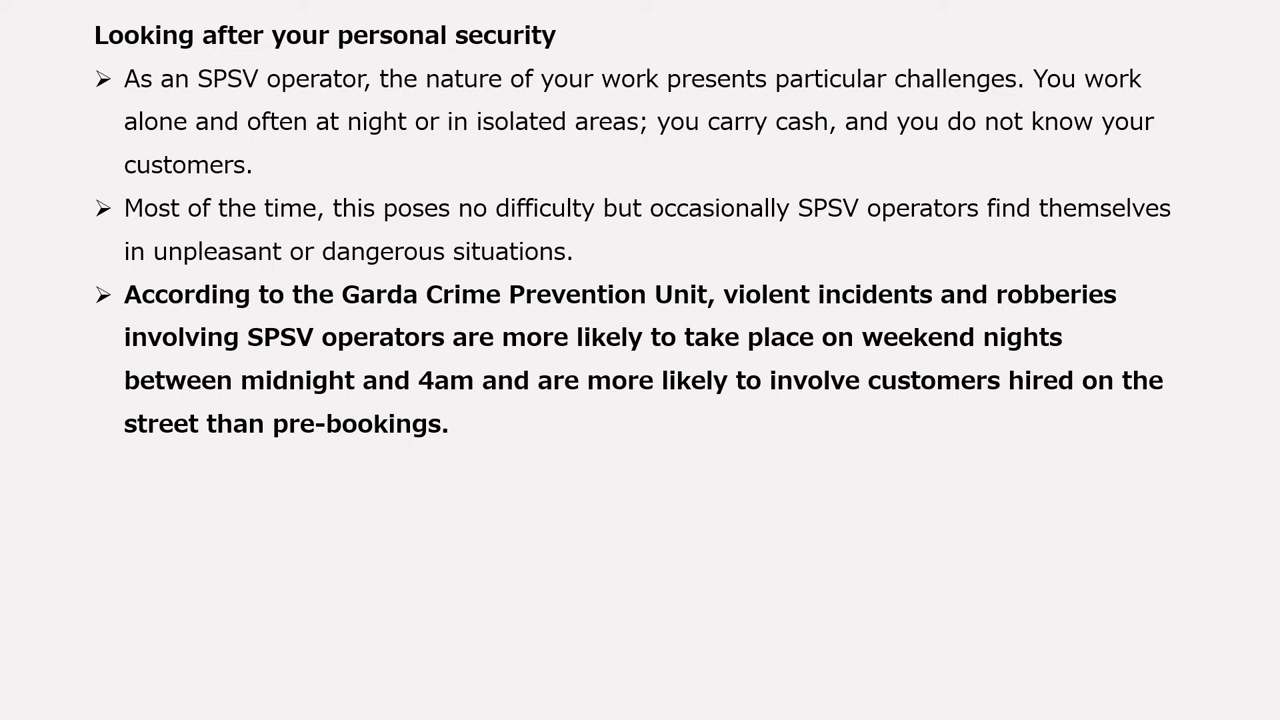 Looking after your personal security
➢ As an SPSV operator, the nature of your work presents particular challenges. You work
alone and often at night or in isolated areas; you carry cash, and you do not know your
customers.
➢ Most of the time, this poses no difficulty but occasionally SPSV operators find themselves
in unpleasant or dangerous situations.
➢ According to the Garda Crime Prevention Unit, violent incidents and robberies
involving SPSV operators are more likely to take place on weekend nights
between midnight and 4am and are more likely to involve customers hired on the
street than pre-bookings.